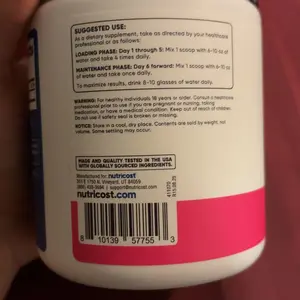 SUGGESTED USE:
As a dietary supplement, take as directed by your healthcare
professional or as follows:
LOADING PHASE: Day 1 through 5: Mix 1 scoop with 6-10 oz of
water and take 4 times daily.
MAINTENANCE PHASE: Day 6 forward: Mix 1 scoop with 6-10 oz
of water and take once daily.
To maximize results, drink 8-10 glasses of water daily.
WARNING: For healthy individuals 18 years or older. Consult a healthcare
professional prior to use if you are pregnant or nursing, taking
medication, or have a medical condition. Keep out of reach of children.
Do not use if safety seal is broken or missing.
NOTICE: Store in a cool, dry place. Contents are sold by weight, not
volume. Some settling may occur.
MADE AND QUALITY TESTED IN THE USA
WITH GLOBALLY SOURCED INGREDIENTS.
Manufactured for: nutricost
Vineyard, UT 84059
support@nutricost.com
nutricost.com
8 10139 57755 3